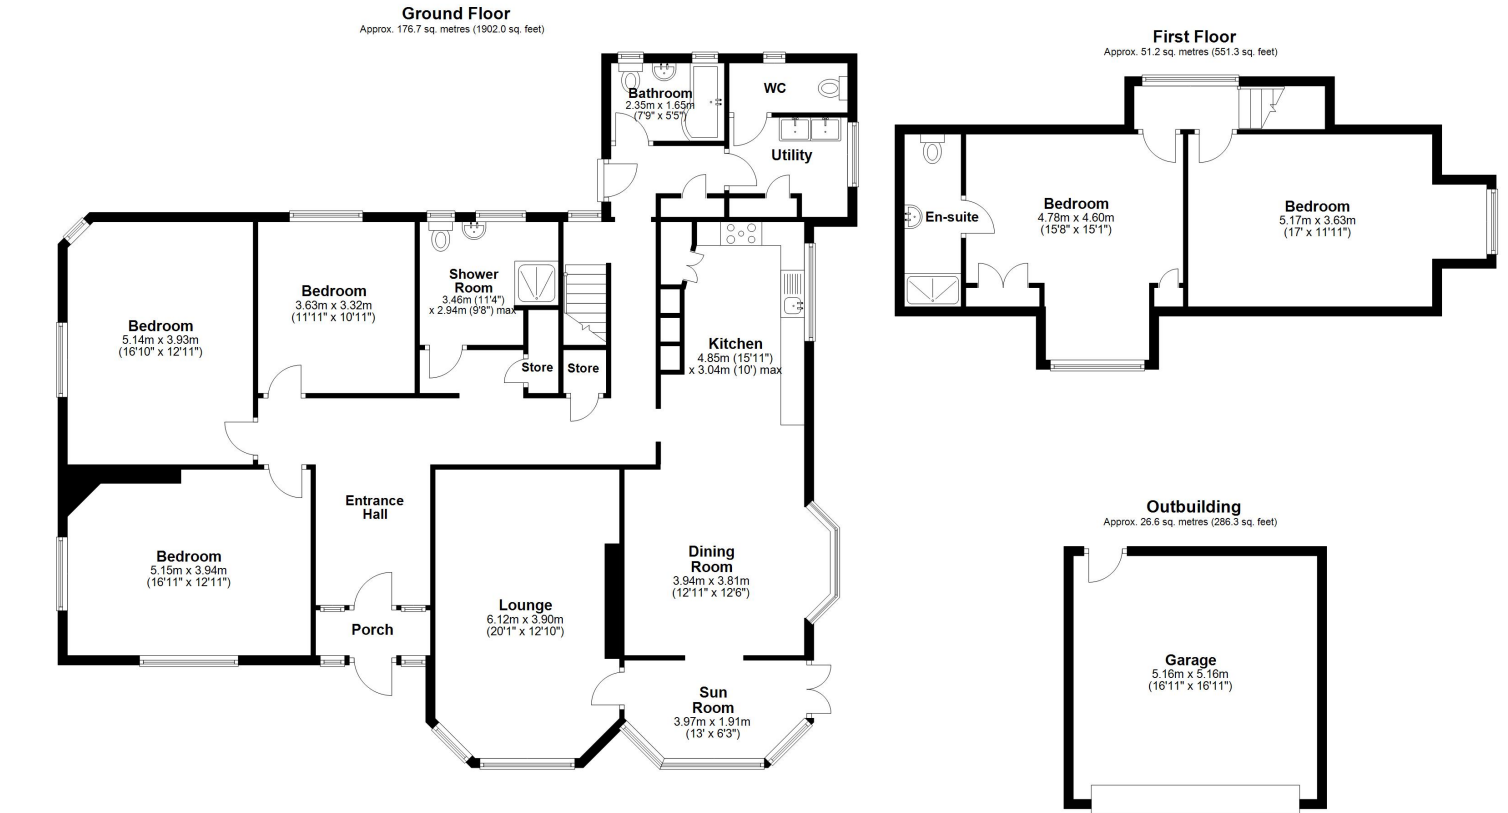 Ground Floor
Approx. 176.7 sq. metres (1902.0 sq. feet)
Bathroom
2.35m x 1.65m
(7'9" x 5'5")
WC
Utility
Bedroom
5.14m x 3.93m
(16'10" x 12'11")
Bedroom
3.63m x 3.32m
(11'11" x 10'11")
Shower
Room
3.46m (11'4")
x 2.94m (9'8") max
Store
Store
Kitchen
4.85m (15'11")
x 3.04m (10') max
Entrance
Hall
Bedroom
5.15m x 3.94m
(16'11" x 12'11")
Porch
Lounge
6.12m x 3.90m
(20'1" x 12'10")
Dining
Room
3.94m x 3.81m
(12'11" x 12'6")
Sun
Room
3.97m x 1.91m
(13' x 6'3")
First Floor
Approx. 51.2 sq. metres (551.3 sq. feet)
En-suite
Bedroom
4.78m x 4.60m
(15'8" x 15'1")
Bedroom
5.17m x 3.63m
(17' x 11'11")
Outbuilding
Approx. 26.6 sq. metres (286.3 sq. feet)
Garage
5.16m x 5.16m
(16'11" x 16'11")